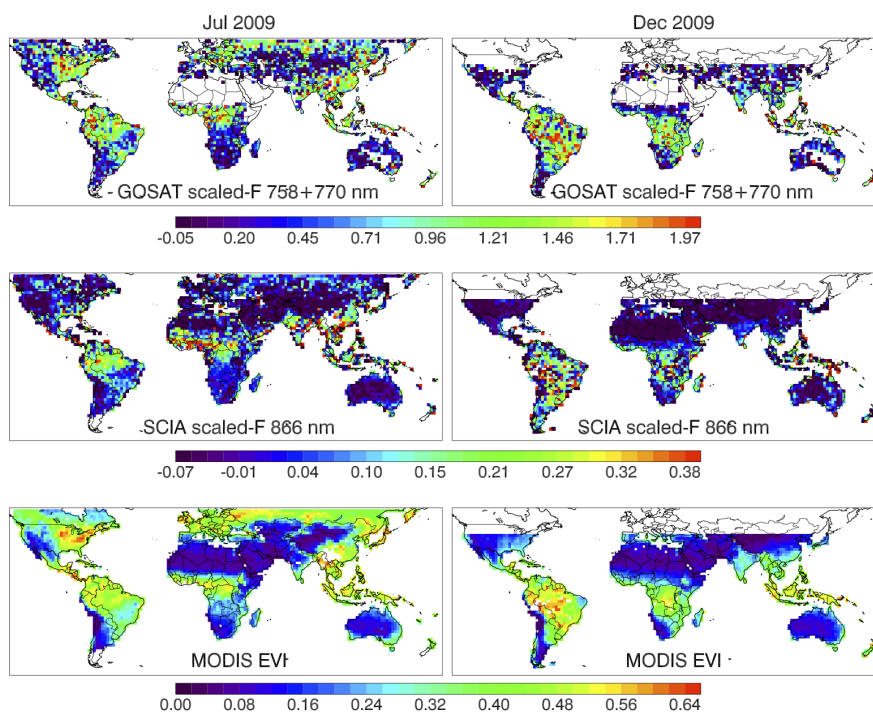 Jul 2009
Dec 2009
GOSAT scaled-F 758+770 nm
GOSAT scaled-F 758+770 nm
-0.05 0.20 0.45 0.71 0.96 1.21 1.46 1.71 1.97
SCIA scaled-F 866 nm
SCIA scaled-F 866 nm
-0.07 -0.01 0.04 0.10 0.15 0.21 0.27 0.32 0.38
MODIS EVI
MODIS EVI
0.00 0.08 0.16 0.24 0.32 0.40 0.48 0.56 0.64